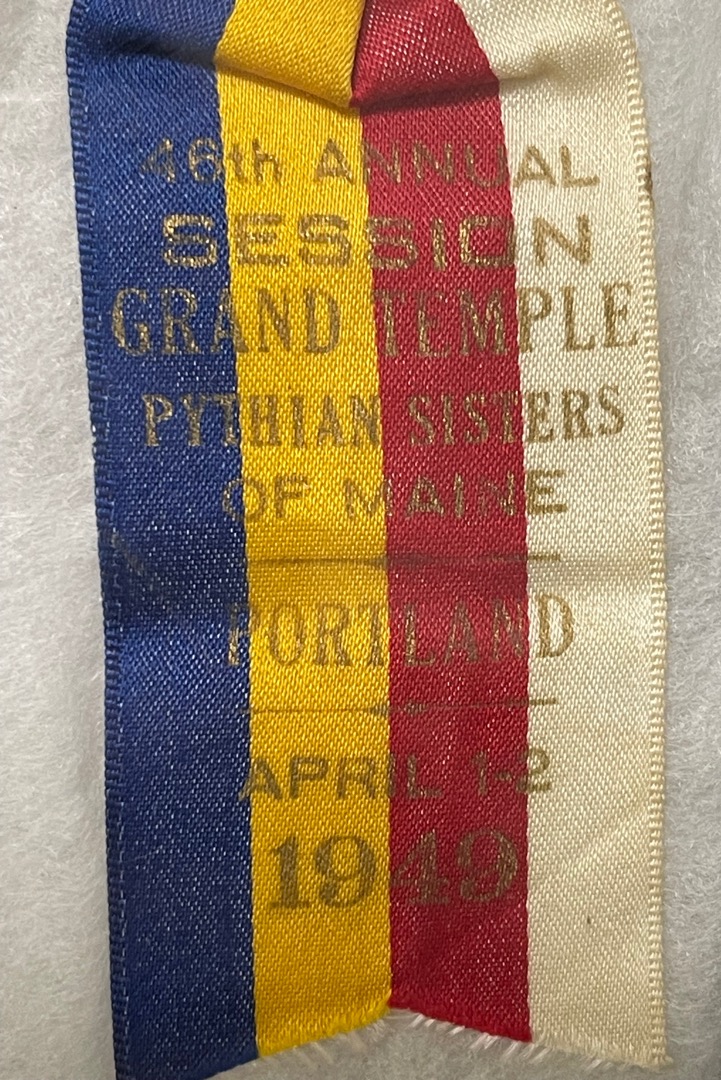 46th ANNUAL
SESSION
GRAND TEMPLE
PYTHIAN SISTERS
OF MAINE
PORTLAND
APRIL 1-2
1949